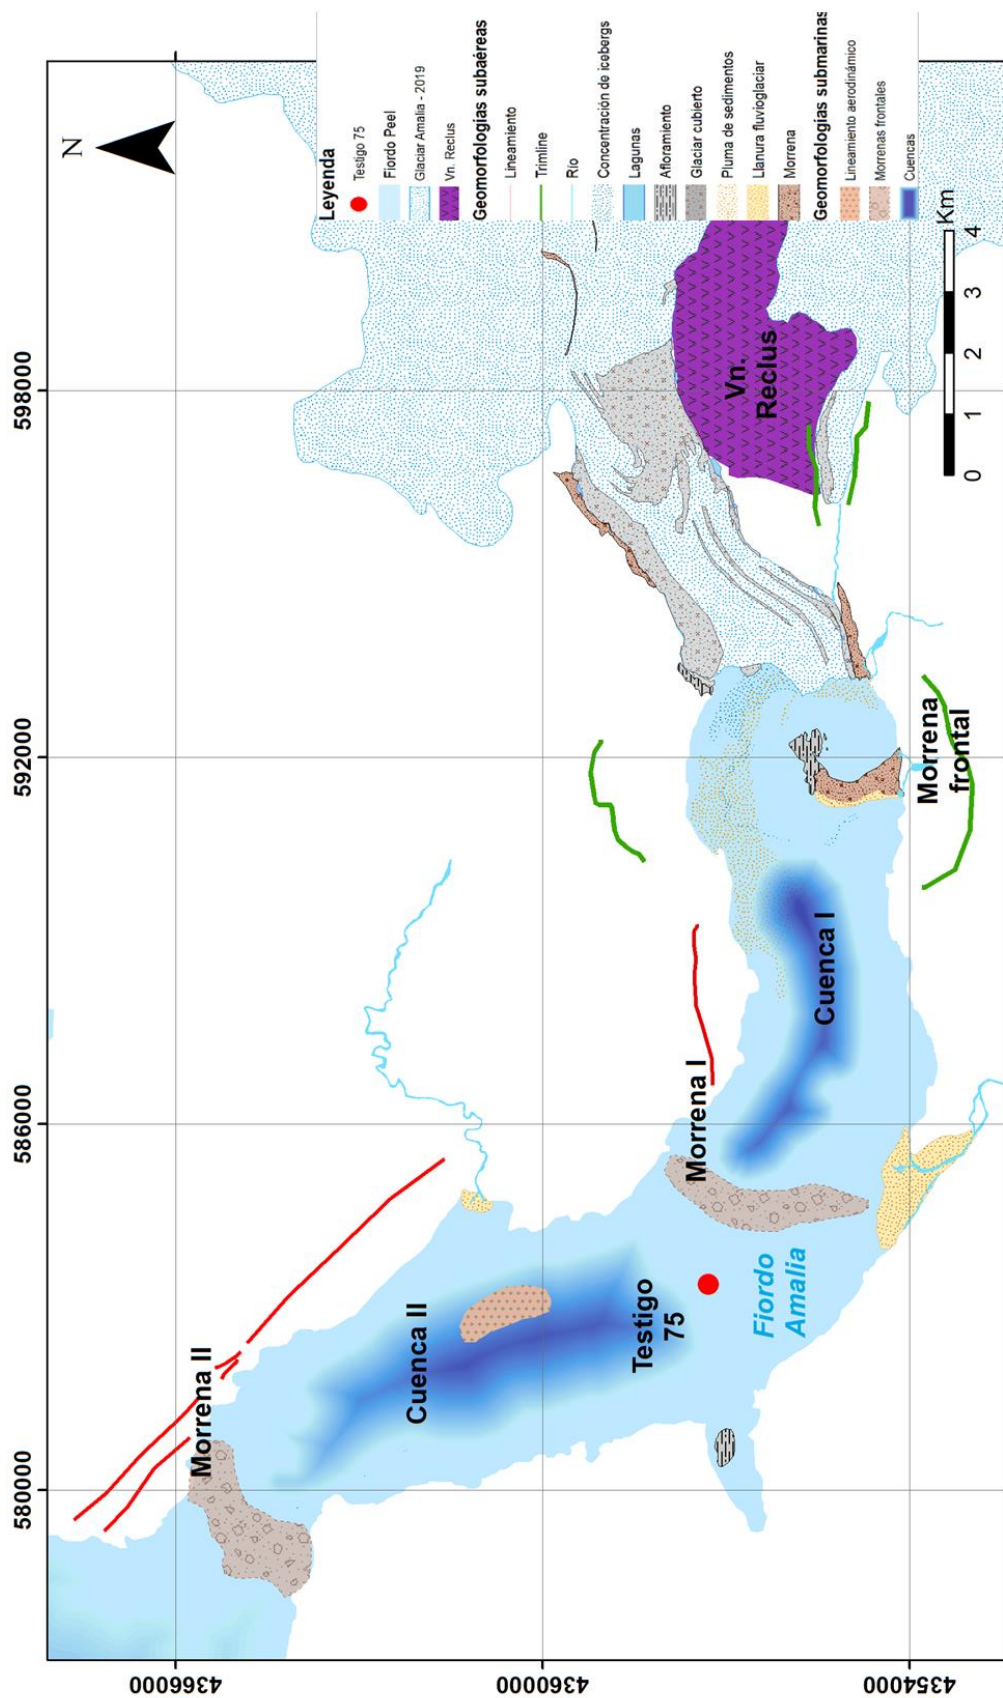 N
580000
586000
592000
598000
4366000
4360000
4354000
Morrena II
Cuenca II
Testigo
75
Fiordo
Amalia
Morrena I
Cuenca I
Morrena
frontal
Vn.
Reclus
0 1 2 3 4
Km
Leyenda
Testigo 75
Fiordo Peel
Glaciar Amalia - 2019
Vn. Reclus
Geomorfologías subaéreas
Lineamiento
Trimline
Río
Concentración de icebergs
Lagunas
Afloramiento
Glaciar cubierto
Pluma de sedimentos
Llanura fluvioglaciar
Morrena
Geomorfologías submarinas
Lineamiento aerodinámico
Morrenas frontales
Cuencas